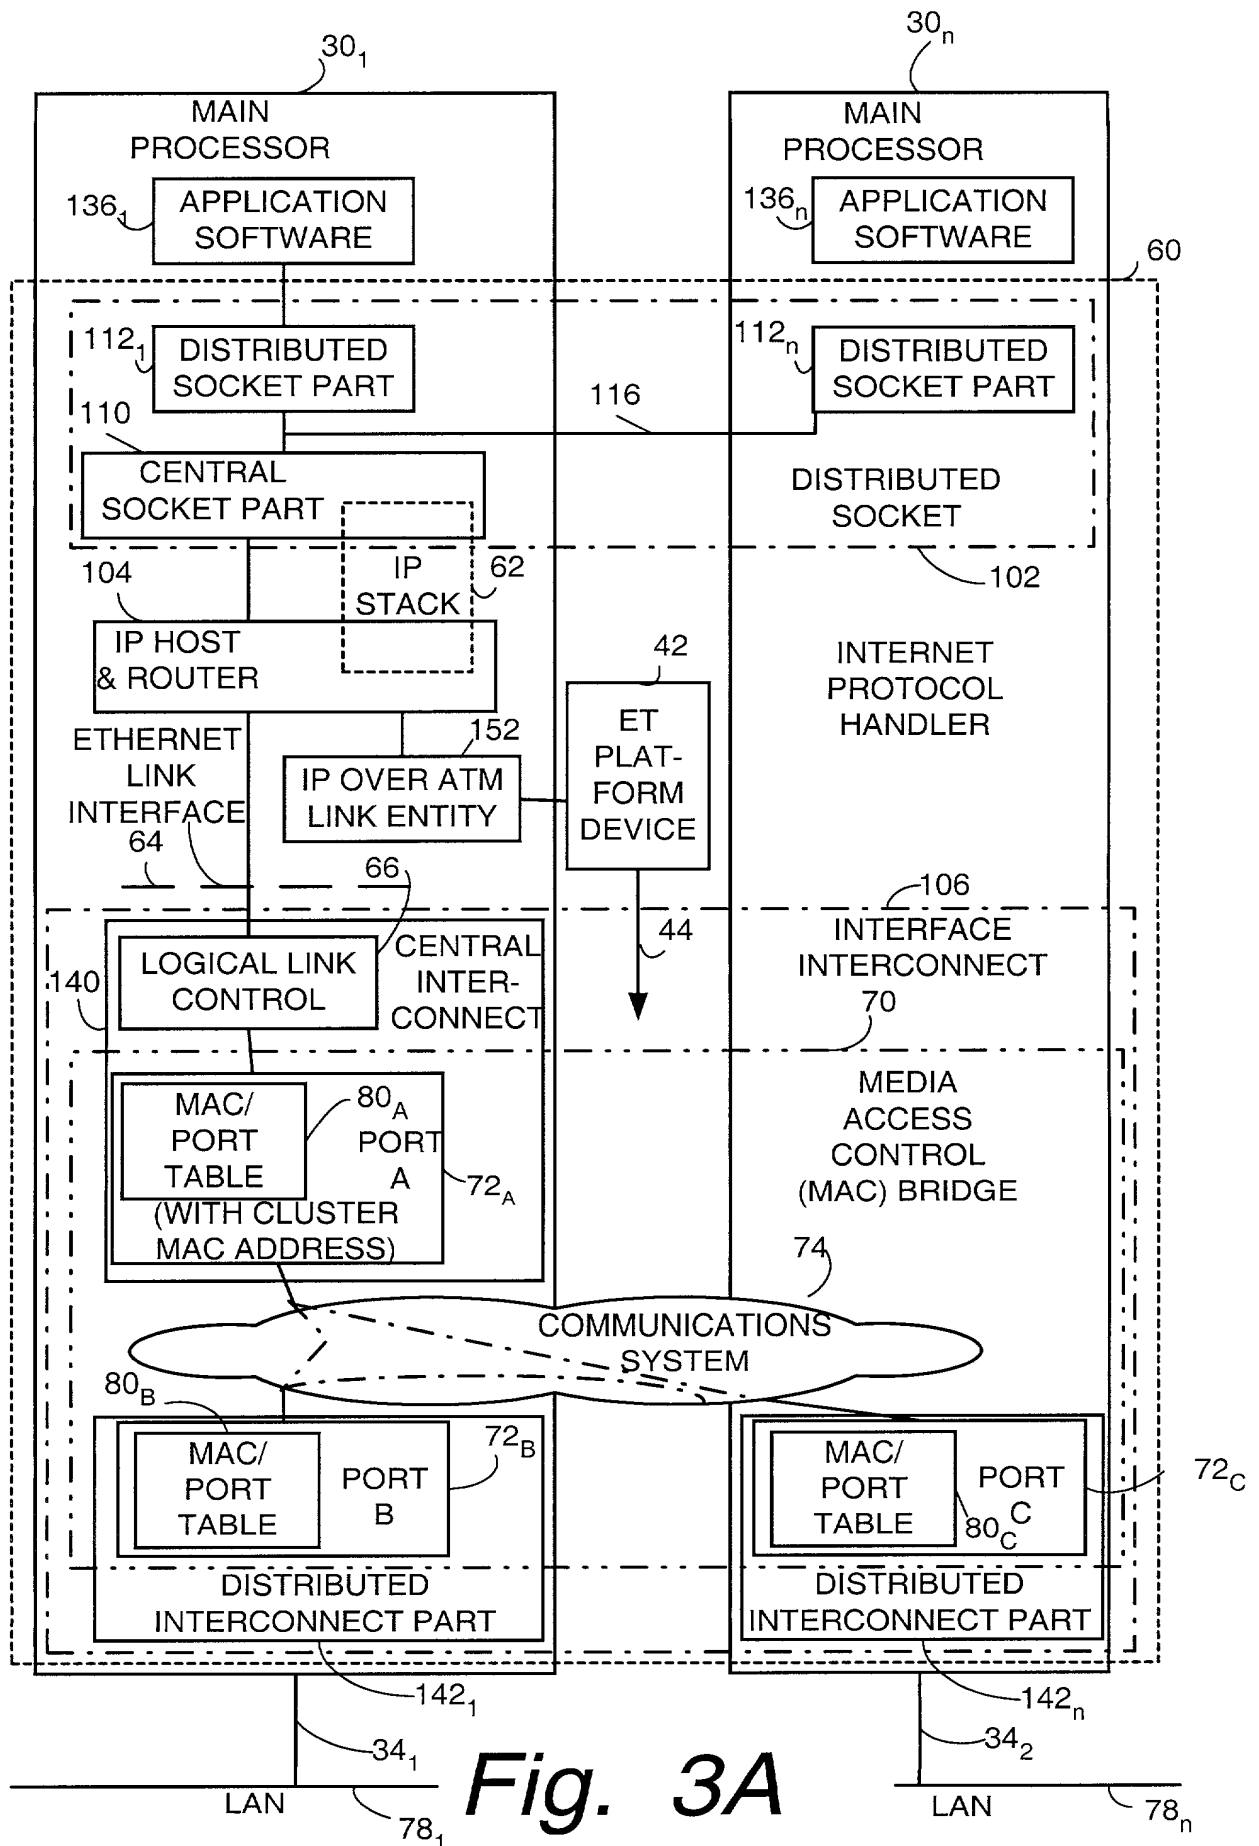 30₁
30ₙ
MAIN
PROCESSOR
MAIN
PROCESSOR
136₁
APPLICATION
SOFTWARE
136ₙ
APPLICATION
SOFTWARE
60
112₁
DISTRIBUTED
SOCKET PART
112ₙ
DISTRIBUTED
SOCKET PART
110
116
CENTRAL
SOCKET PART
DISTRIBUTED
SOCKET
104
IP
STACK
62
102
IP HOST
& ROUTER
42
INTERNET
PROTOCOL
HANDLER
ETHERNET
LINK
INTERFACE
152
IP OVER ATM
LINK ENTITY
ET
PLAT-
FORM
DEVICE
64
66
106
44
LOGICAL LINK
CONTROL
CENTRAL
INTER-
CONNECT
INTERFACE
INTERCONNECT
140
70
MAC/
PORT
TABLE
80A
PORT
A
72A
(WITH CLUSTER
MAC ADDRESS)
MEDIA
ACCESS
CONTROL
(MAC) BRIDGE
74
COMMUNICATIONS
SYSTEM
80B
MAC/
PORT
TABLE
PORT
B
72B
MAC/
PORT
TABLE
PORT
C
80C
72C
DISTRIBUTED
INTERCONNECT PART
DISTRIBUTED
INTERCONNECT PART
142₁
142ₙ
34₁
34₂
Fig. 3A
LAN
78₁
LAN
78ₙ